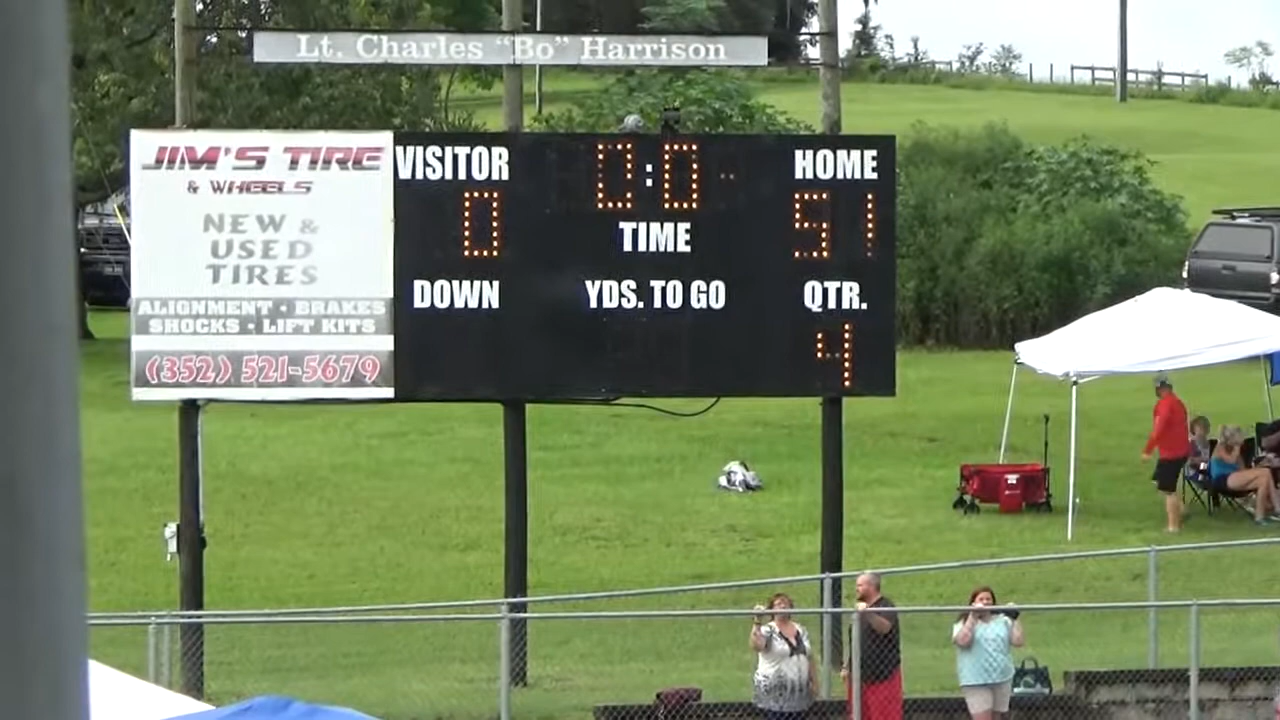 Lt. Charles "Bo" Harrison
JIM'S TIRE
& WHEELS
NEW &
USED
TIRES
ALIGNMENT • BRAKES
SHOCKS • LIFT KITS
(352) 521-5679
VISITOR
0
0:0
TIME
HOME
51
DOWN
YDS. TO GO
QTR.
4